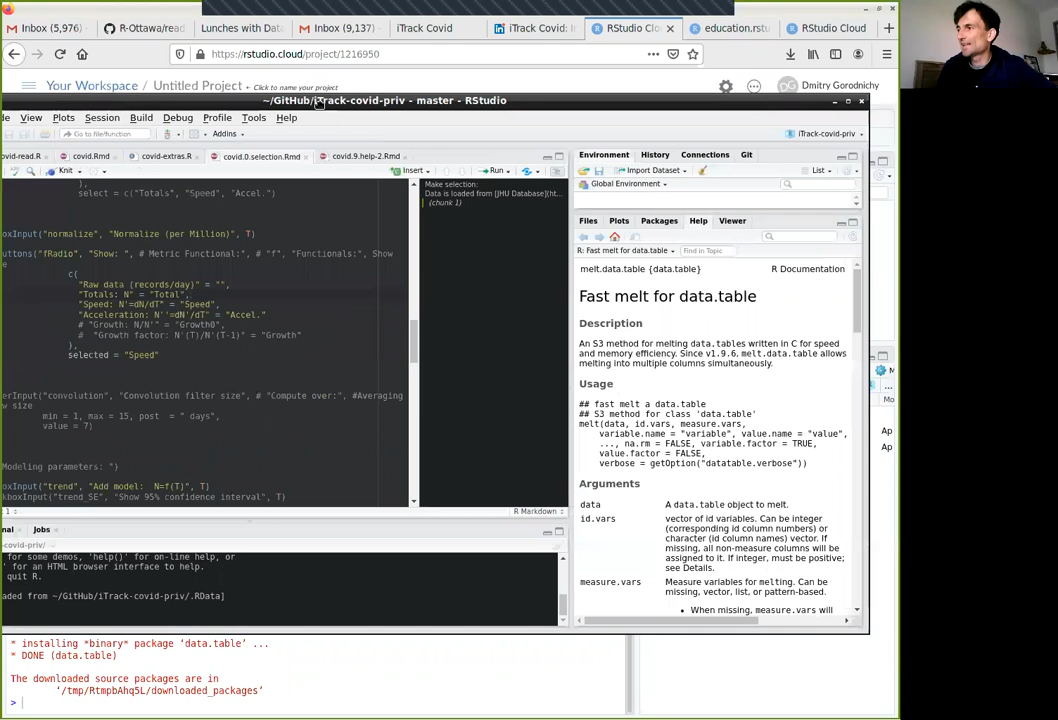 Inbox (5,976)
R-Ottawa/read
Lunches with Data
Inbox (9,137)
iTrack Covid
iTrack Covid: I
RStudio Clo
education.rstu
RStudio Cloud
https://rstudio.cloud/project/1216950
Your Workspace / Untitled Project
Click to name your project
DG Dmitry Gorodnichy
~/GitHub/iTrack-covid-priv - master - RStudio
de View Plots Session Build Debug Profile Tools Help
Go to file/function
Addins
iTrack-covid-priv
ovid-read.R
covid.Rmd
covid-extras.R
covid.0.selection.Rmd
covid.9.help-2.Rmd
Knit
Insert
Run
),
select = c("Totals", "Speed", "Accel.")
oxInput("normalize", "Normalize (per Million)", T)
uttons("fRadio", "Show: ", # Metric Functional:", # "f", "Functionals:", Show
e
c(
"Raw data (records/day)" = "",
"Totals: N" = "Total",
"Speed: N'=dN/dT" = "Speed",
"Acceleration: N''=dN'/dT" = "Accel."
# "Growth: N/N'" = "Growth0",
#  "Growth factor: N'(T)/N'(T-1)" = "Growth"
),
selected = "Speed"
erInput("convolution", "Convolution filter size", # "Compute over:", #Averaging
w size
min = 1, max = 15, post  = " days",
value = 7)
Modeling parameters: ")
oxInput("trend", "Add model:  N=f(T)", T)
kboxInput("trend_SE", "Show 95% confidence interval", T)
Make selection:
Data is loaded from [JHU Database](ht...
(chunk 1)
1
R Markdown
nal
Jobs
covid-priv/
for some demos, 'help()' for on-line help, or
' for an HTML browser interface to help.
quit R.
aded from ~/GitHub/iTrack-covid-priv/.RData]
Environment History Connections Git
Import Dataset
List
Global Environment
Files Plots Packages Help Viewer
R: Fast melt for data.table
Find in Topic
melt.data.table {data.table}
R Documentation
Fast melt for data.table
Description
An S3 method for melting data.tables written in C for speed
and memory efficiency. Since v1.9.6, melt.data.table allows
melting into multiple columns simultaneously.
Usage
## fast melt a data.table
## S3 method for class 'data.table'
melt(data, id.vars, measure.vars,
variable.name = "variable", value.name = "value",
..., na.rm = FALSE, variable.factor = TRUE,
value.factor = FALSE,
verbose = getOption("datatable.verbose"))
Arguments
data
A data.table object to melt.
id.vars
vector of id variables. Can be integer
(corresponding id column numbers) or
character (id column names) vector. If
missing, all non-measure columns will be
assigned to it. If integer, must be positive;
see Details.
measure.vars
Measure variables for melting. Can be
missing, vector, list, or pattern-based.
• When missing, measure.vars will
...
Mo
Ap
Ap
* installing *binary* package ‘data.table’ ...
* DONE (data.table)
The downloaded source packages are in
‘/tmp/RtmpbAhq5L/downloaded_packages’
>